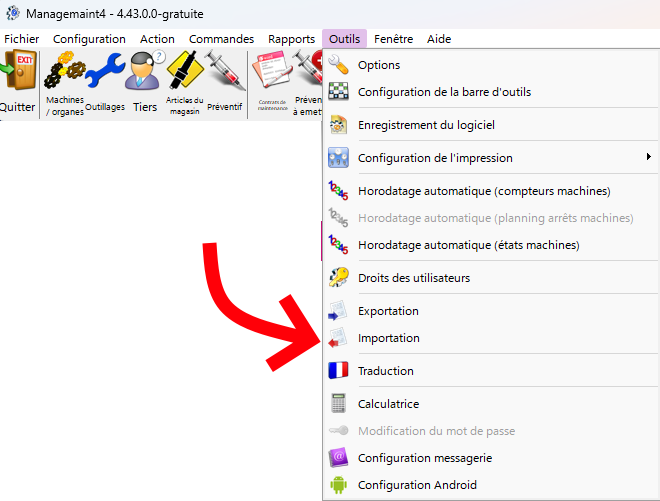 Managemaint4 - 4.43.0.0-gratuite
Fichier Configuration Action Commandes Rapports Outils Fenêtre Aide
EXIT
Quitter
Machines
/ organes
Outillages
?
Tiers
Articles du
magasin
Préventif
Contrats de
maintenance
Préven
à emett
Options
Configuration de la barre d'outils
Enregistrement du logiciel
Configuration de l'impression
Horodatage automatique (compteurs machines)
Horodatage automatique (planning arrêts machines)
Horodatage automatique (états machines)
Droits des utilisateurs
Exportation
Importation
Traduction
Calculatrice
Modification du mot de passe
Configuration messagerie
Configuration Android